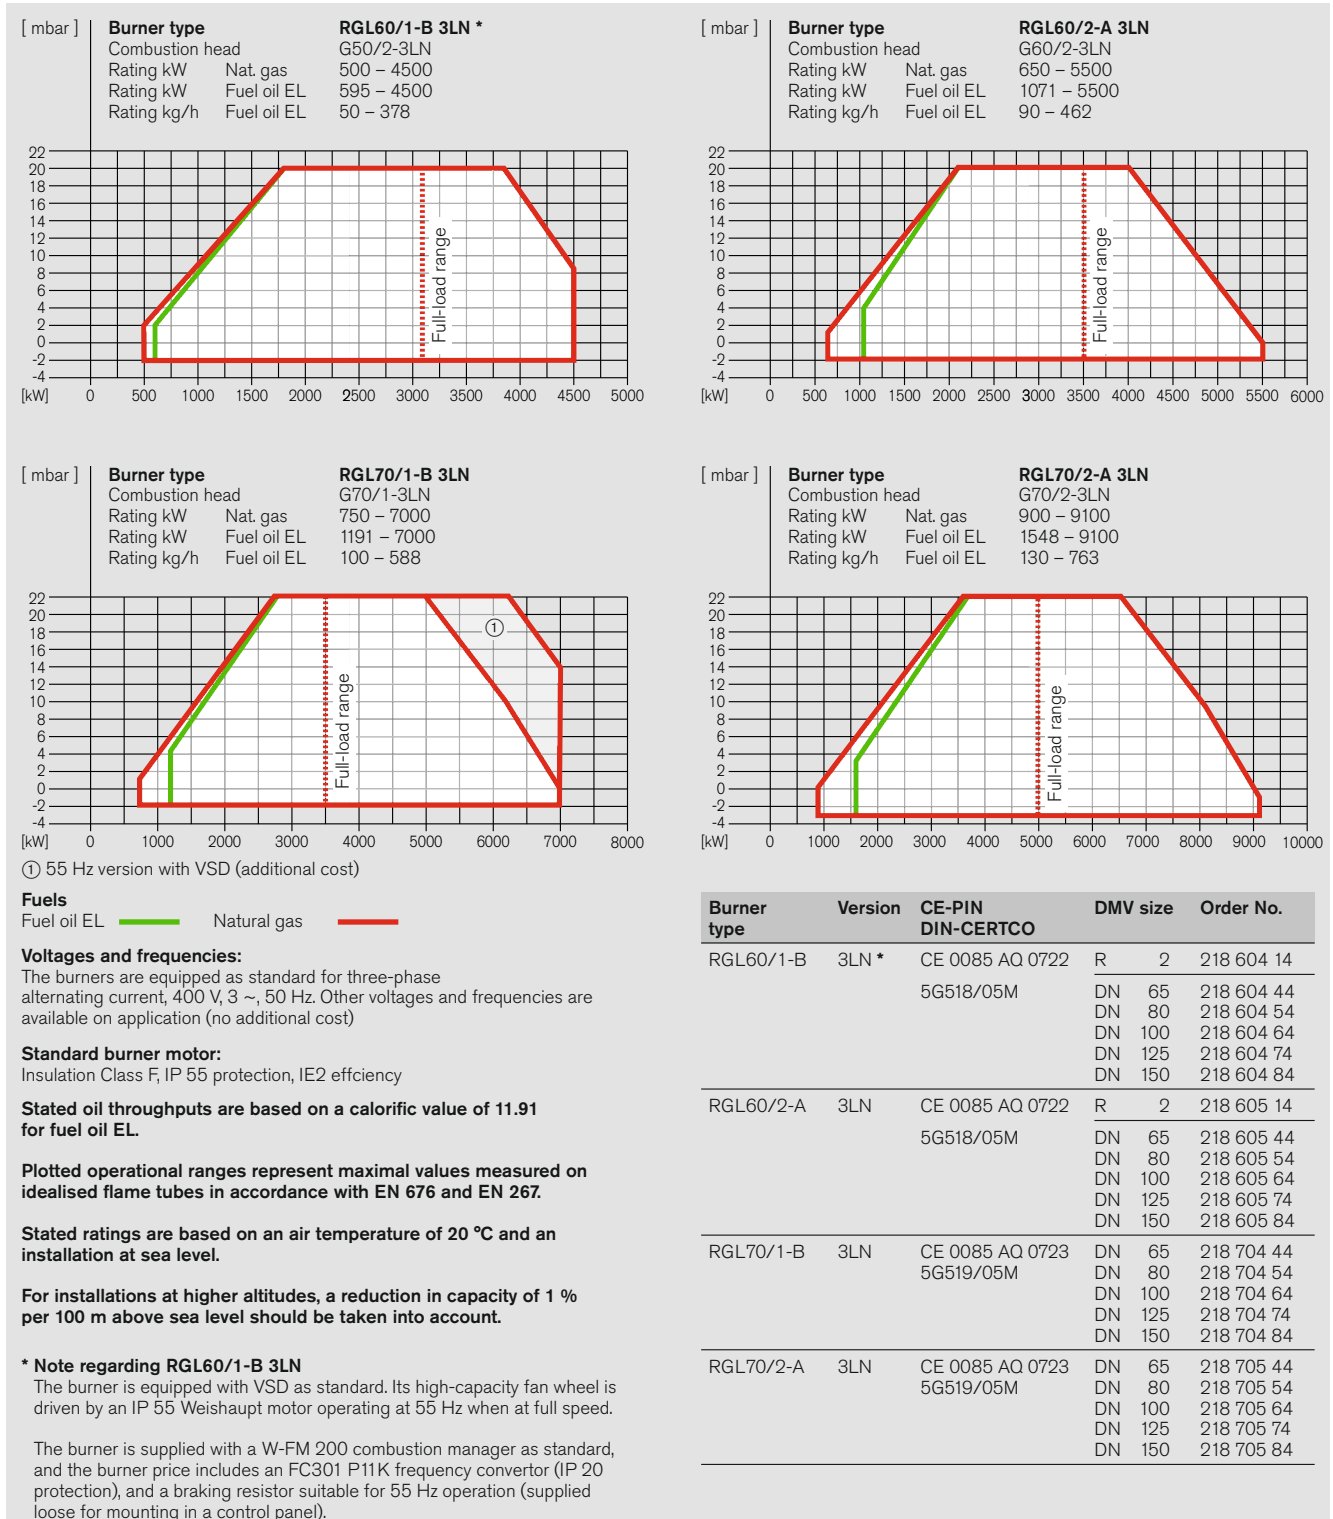 [ mbar ]
Burner type RGL60/1-B 3LN *
Combustion head G50/2-3LN
Rating kW Nat. gas 500 – 4500
Rating kW Fuel oil EL 595 – 4500
Rating kg/h Fuel oil EL 50 – 378
22
20
18
16
14
12
10
8
6
4
2
0
-2
-4
Full-load range
[kW] 0 500 1000 1500 2000 2500 3000 3500 4000 4500 5000
[ mbar ]
Burner type RGL60/2-A 3LN
Combustion head G60/2-3LN
Rating kW Nat. gas 650 – 5500
Rating kW Fuel oil EL 1071 – 5500
Rating kg/h Fuel oil EL 90 – 462
22
20
18
16
14
12
10
8
6
4
2
0
-2
-4
Full-load range
[kW] 0 500 1000 1500 2000 2500 3000 3500 4000 4500 5000 5500 6000
[ mbar ]
Burner type RGL70/1-B 3LN
Combustion head G70/1-3LN
Rating kW Nat. gas 750 – 7000
Rating kW Fuel oil EL 1191 – 7000
Rating kg/h Fuel oil EL 100 – 588
22
20
18
16
14
12
10
8
6
4
2
0
-2
-4
①
Full-load range
[kW] 0 1000 2000 3000 4000 5000 6000 7000 8000
① 55 Hz version with VSD (additional cost)
[ mbar ]
Burner type RGL70/2-A 3LN
Combustion head G70/2-3LN
Rating kW Nat. gas 900 – 9100
Rating kW Fuel oil EL 1548 – 9100
Rating kg/h Fuel oil EL 130 – 763
22
20
18
16
14
12
10
8
6
4
2
0
-2
-4
Full-load range
[kW] 0 1000 2000 3000 4000 5000 6000 7000 8000 9000 10000
Fuels
Fuel oil EL Natural gas
Voltages and frequencies:
The burners are equipped as standard for three-phase
alternating current, 400 V, 3 ~, 50 Hz. Other voltages and frequencies are
available on application (no additional cost)
Standard burner motor:
Insulation Class F, IP 55 protection, IE2 effciency
Stated oil throughputs are based on a calorific value of 11.91
for fuel oil EL.
Plotted operational ranges represent maximal values measured on
idealised flame tubes in accordance with EN 676 and EN 267.
Stated ratings are based on an air temperature of 20 °C and an
installation at sea level.
For installations at higher altitudes, a reduction in capacity of 1 %
per 100 m above sea level should be taken into account.
* Note regarding RGL60/1-B 3LN
The burner is equipped with VSD as standard. Its high-capacity fan wheel is
driven by an IP 55 Weishaupt motor operating at 55 Hz when at full speed.
The burner is supplied with a W-FM 200 combustion manager as standard,
and the burner price includes an FC301 P11K frequency convertor (IP 20
protection), and a braking resistor suitable for 55 Hz operation (supplied
loose for mounting in a control panel).
Burner Version CE-PIN DMV size Order No.
type DIN-CERTCO
RGL60/1-B 3LN * CE 0085 AQ 0722 R 2 218 604 14
5G518/05M DN 65 218 604 44
DN 80 218 604 54
DN 100 218 604 64
DN 125 218 604 74
DN 150 218 604 84
RGL60/2-A 3LN CE 0085 AQ 0722 R 2 218 605 14
5G518/05M DN 65 218 605 44
DN 80 218 605 54
DN 100 218 605 64
DN 125 218 605 74
DN 150 218 605 84
RGL70/1-B 3LN CE 0085 AQ 0723 DN 65 218 704 44
5G519/05M DN 80 218 704 54
DN 100 218 704 64
DN 125 218 704 74
DN 150 218 704 84
RGL70/2-A 3LN CE 0085 AQ 0723 DN 65 218 705 44
5G519/05M DN 80 218 705 54
DN 100 218 705 64
DN 125 218 705 74
DN 150 218 705 84